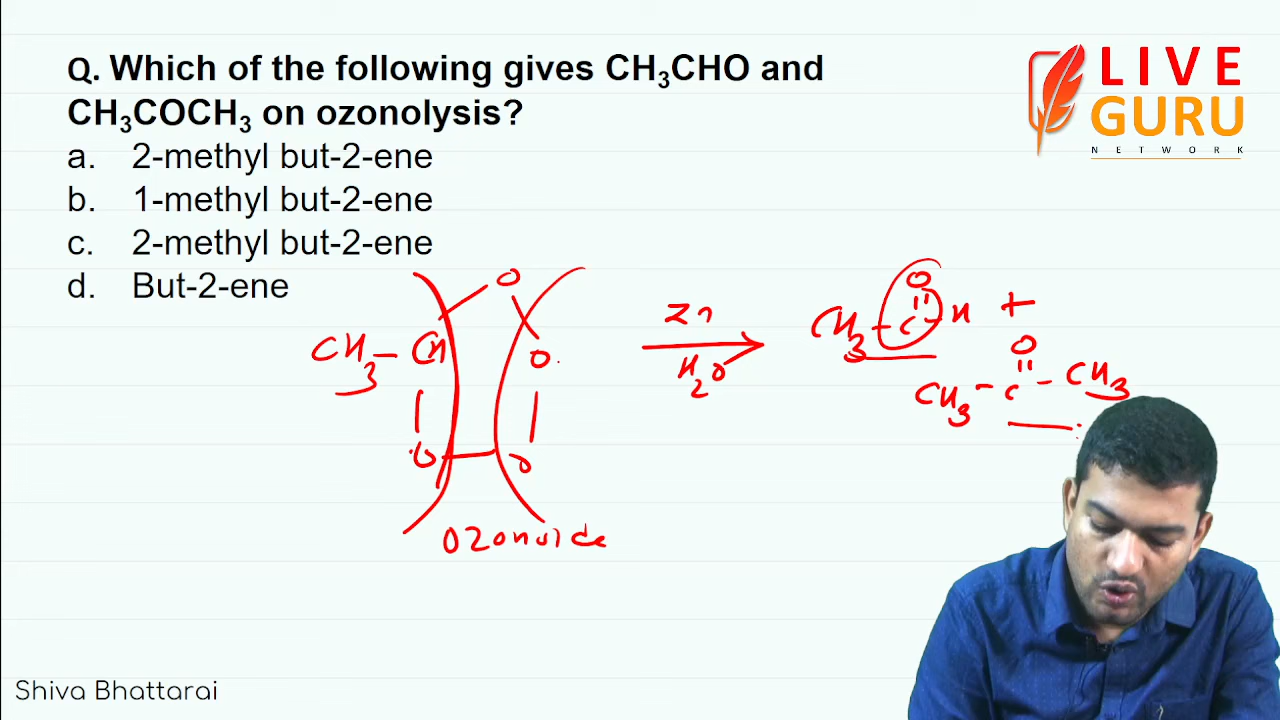 Q. Which of the following gives CH₃CHO and
CH₃COCH₃ on ozonolysis?
a. 2-methyl but-2-ene
b. 1-methyl but-2-ene
c. 2-methyl but-2-ene
d. But-2-ene
LIVE
GURU
NETWORK
O
CH₃ - CH
O
O
O
Ozonide
Zn
H₂O
O
CH₃ - C - H +
O
CH₃ - C - CH₃
Shiva Bhattarai